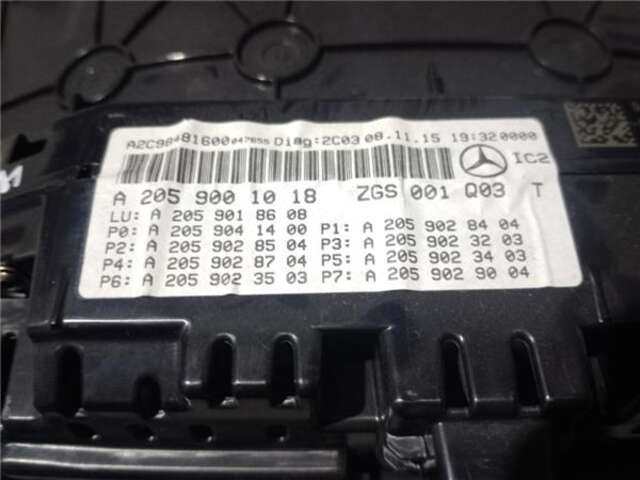 A2C98481600047655 Diag:2C03 08.11.15 19:320000
IC2
A 205 900 10 18 ZGS 001 Q03 T
LU: A 205 901 86 08
P0: A 205 904 14 00 P1: A 205 902 84 04
P2: A 205 902 85 04 P3: A 205 902 32 03
P4: A 205 902 87 04 P5: A 205 902 34 03
P6: A 205 902 35 03 P7: A 205 902 90 04